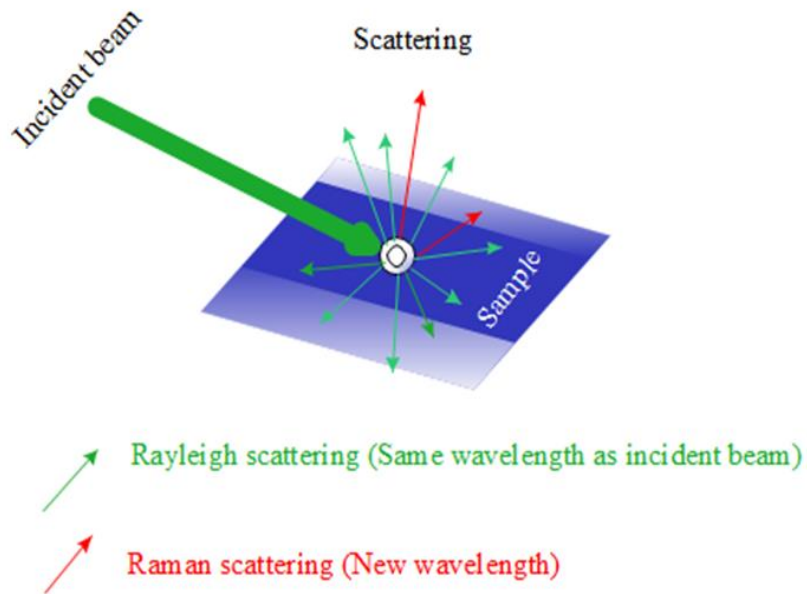 Scattering
Incident beam
Sample
Rayleigh scattering (Same wavelength as incident beam)
Raman scattering (New wavelength)